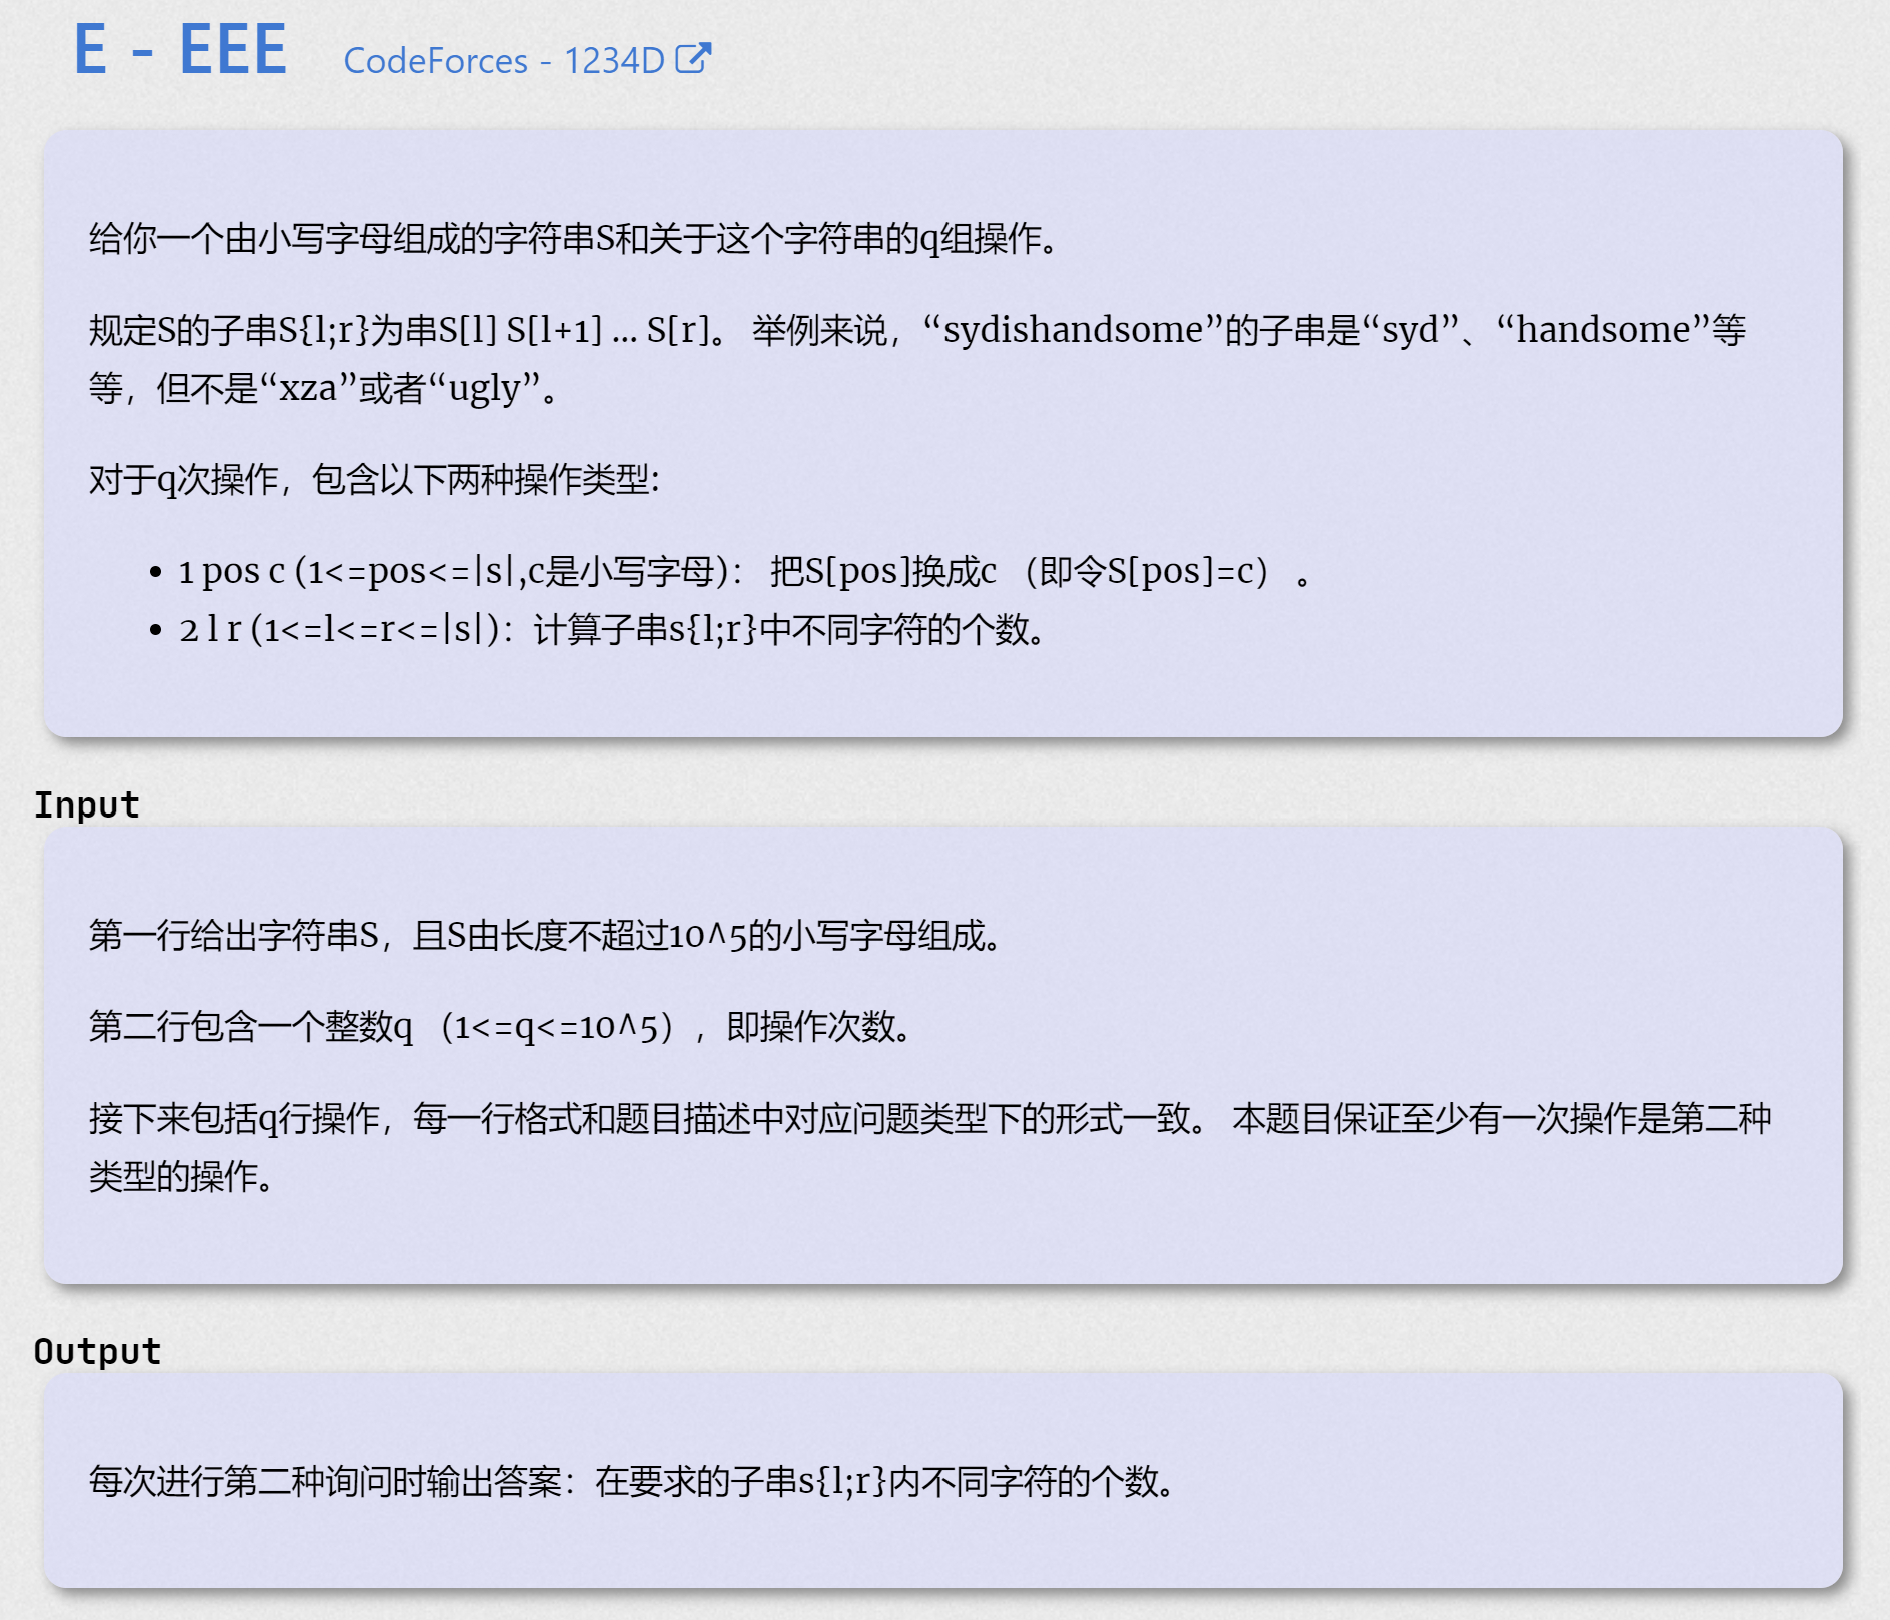 E - EEE CodeForces - 1234D
给你一个由小写字母组成的字符串S和关于这个字符串的q组操作。
规定S的子串S{l;r}为串S[l] S[l+1] ... S[r]。 举例来说，“sydishandsome”的子串是“syd”、“handsome”等
等，但不是“xza”或者“ugly”。
对于q次操作，包含以下两种操作类型:
• 1 pos c (1<=pos<=|s|,c是小写字母)： 把S[pos]换成c （即令S[pos]=c） 。
• 2 l r (1<=l<=r<=|s|)：计算子串s{l;r}中不同字符的个数。
Input
第一行给出字符串S，且S由长度不超过10^5的小写字母组成。
第二行包含一个整数q （1<=q<=10^5），即操作次数。
接下来包括q行操作，每一行格式和题目描述中对应问题类型下的形式一致。 本题目保证至少有一次操作是第二种
类型的操作。
Output
每次进行第二种询问时输出答案：在要求的子串s{l;r}内不同字符的个数。